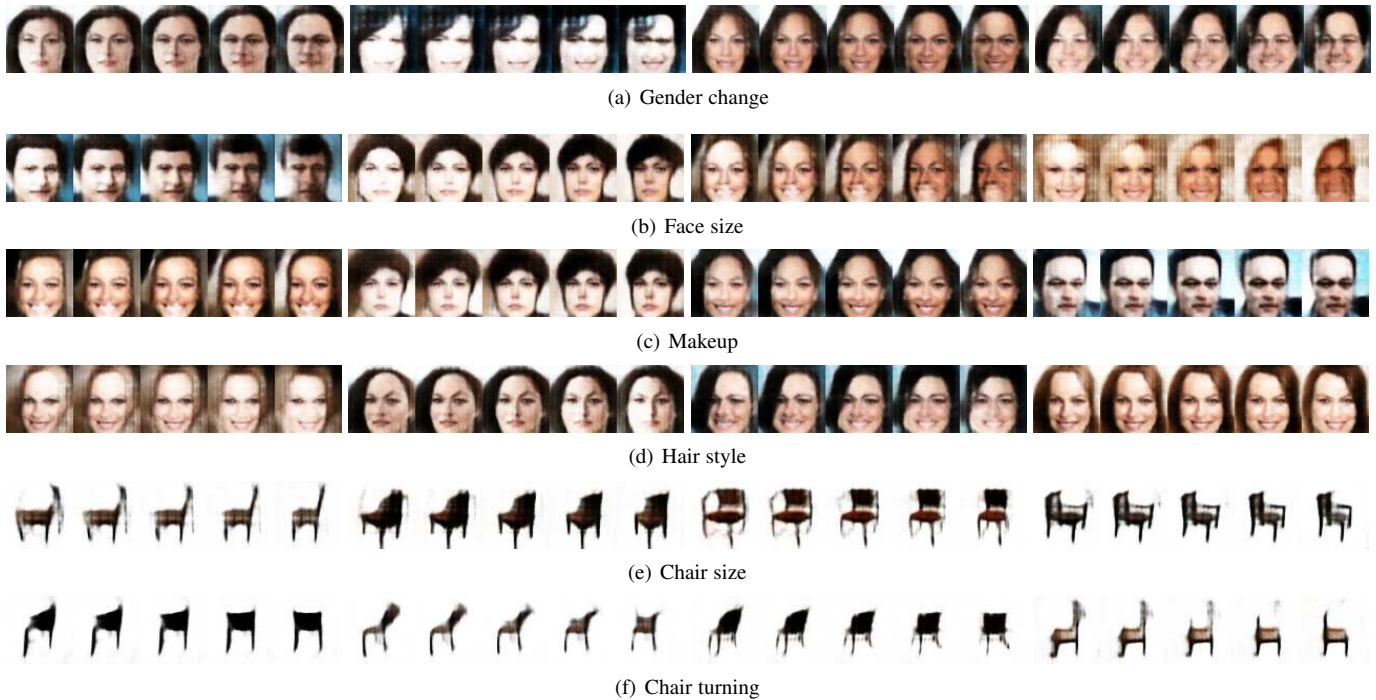 (a) Gender change
(b) Face size
(c) Makeup
(d) Hair style
(e) Chair size
(f) Chair turning